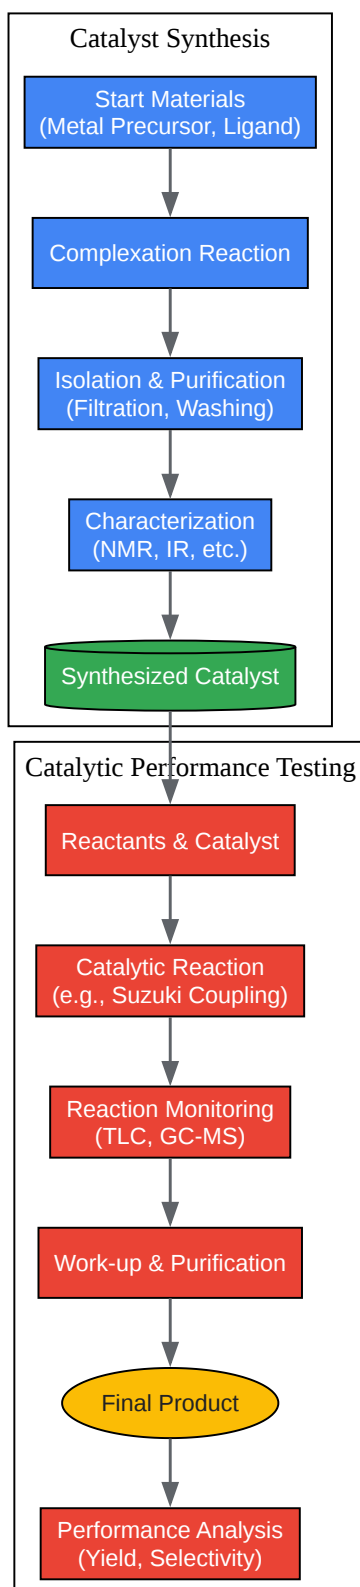 Catalyst Synthesis
Start Materials
(Metal Precursor, Ligand)
Complexation Reaction
Isolation & Purification
(Filtration, Washing)
Characterization
(NMR, IR, etc.)
Synthesized Catalyst
Catalytic Performance Testing
Reactants & Catalyst
Catalytic Reaction
(e.g., Suzuki Coupling)
Reaction Monitoring
(TLC, GC-MS)
Work-up & Purification
Final Product
Performance Analysis
(Yield, Selectivity)